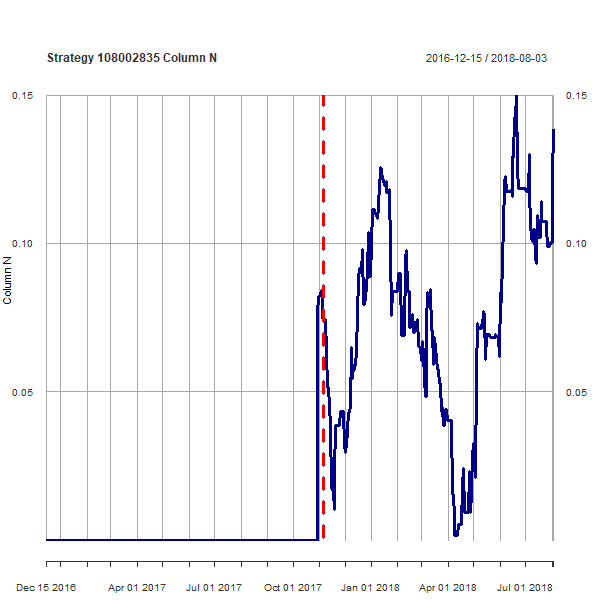 Strategy 108002835 Column N
2016-12-15 / 2018-08-03
0.15
0.15
0.10
0.10
Column N
0.05
0.05
Dec 15 2016
Apr 01 2017
Jul 01 2017
Oct 01 2017
Jan 01 2018
Apr 01 2018
Jul 01 2018